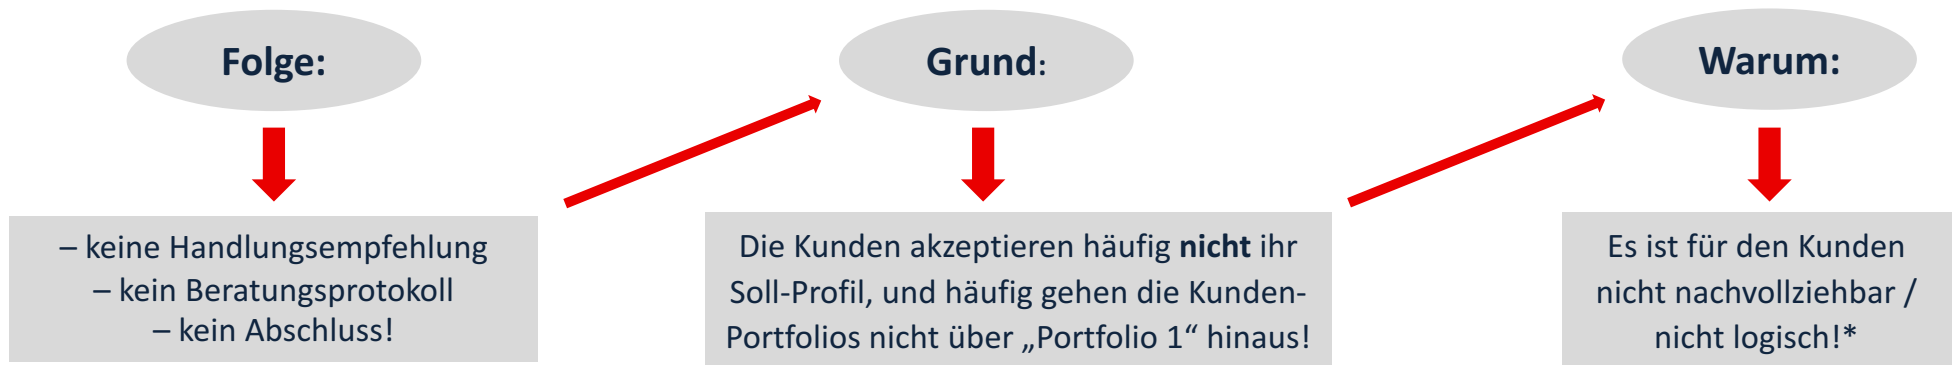 Folge:
– keine Handlungsempfehlung
– kein Beratungsprotokoll
– kein Abschluss!
Grund:
Die Kunden akzeptieren häufig nicht ihr
Soll-Profil, und häufig gehen die Kunden-
Portfolios nicht über „Portfolio 1“ hinaus!
Warum:
Es ist für den Kunden
nicht nachvollziehbar /
nicht logisch!*